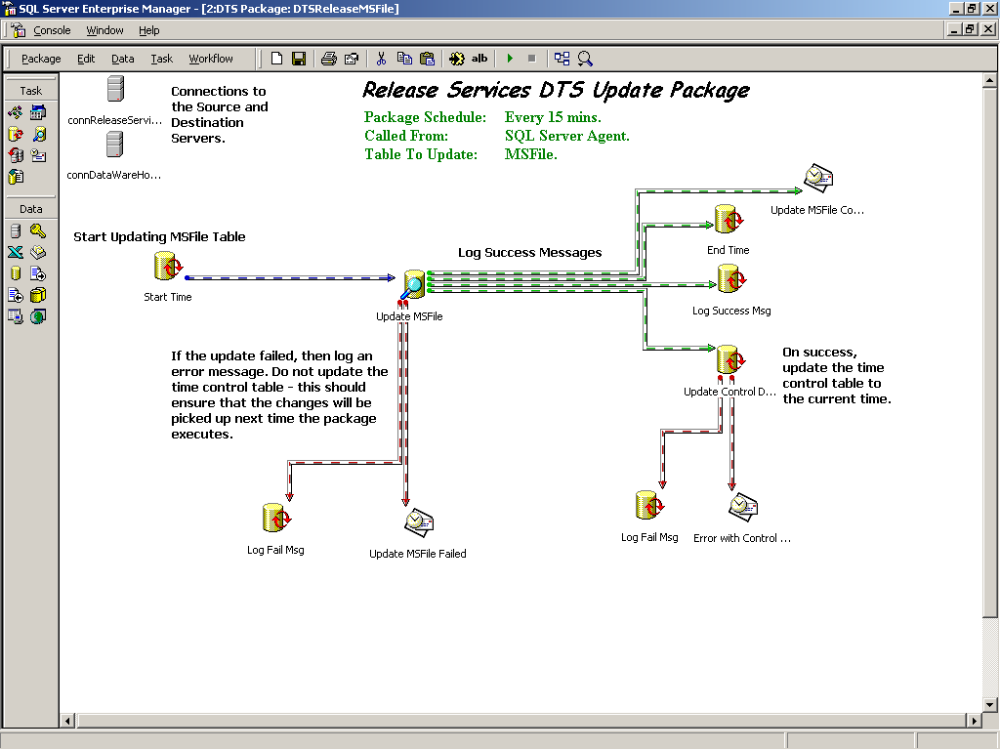 SQL Server Enterprise Manager - [2:DTS Package: DTSReleaseMSFile]
Console Window Help
Package Edit Data Task Workflow alb
Task
Data
connReleaseServi...
connDataWareHo...
Connections to
the Source and
Destination
Servers.
Release Services DTS Update Package
Package Schedule: Every 15 mins.
Called From: SQL Server Agent.
Table To Update: MSFile.
Update MSFile Co...
Start Updating MSFile Table
Start Time
Log Success Messages
End Time
Update MSFile
Log Success Msg
If the update failed, then log an
error message. Do not update the
time control table - this should
ensure that the changes will be
picked up next time the package
executes.
Update Control D...
On success,
update the time
control table to
the current time.
Log Fail Msg
Update MSFile Failed
Log Fail Msg
Error with Control ...